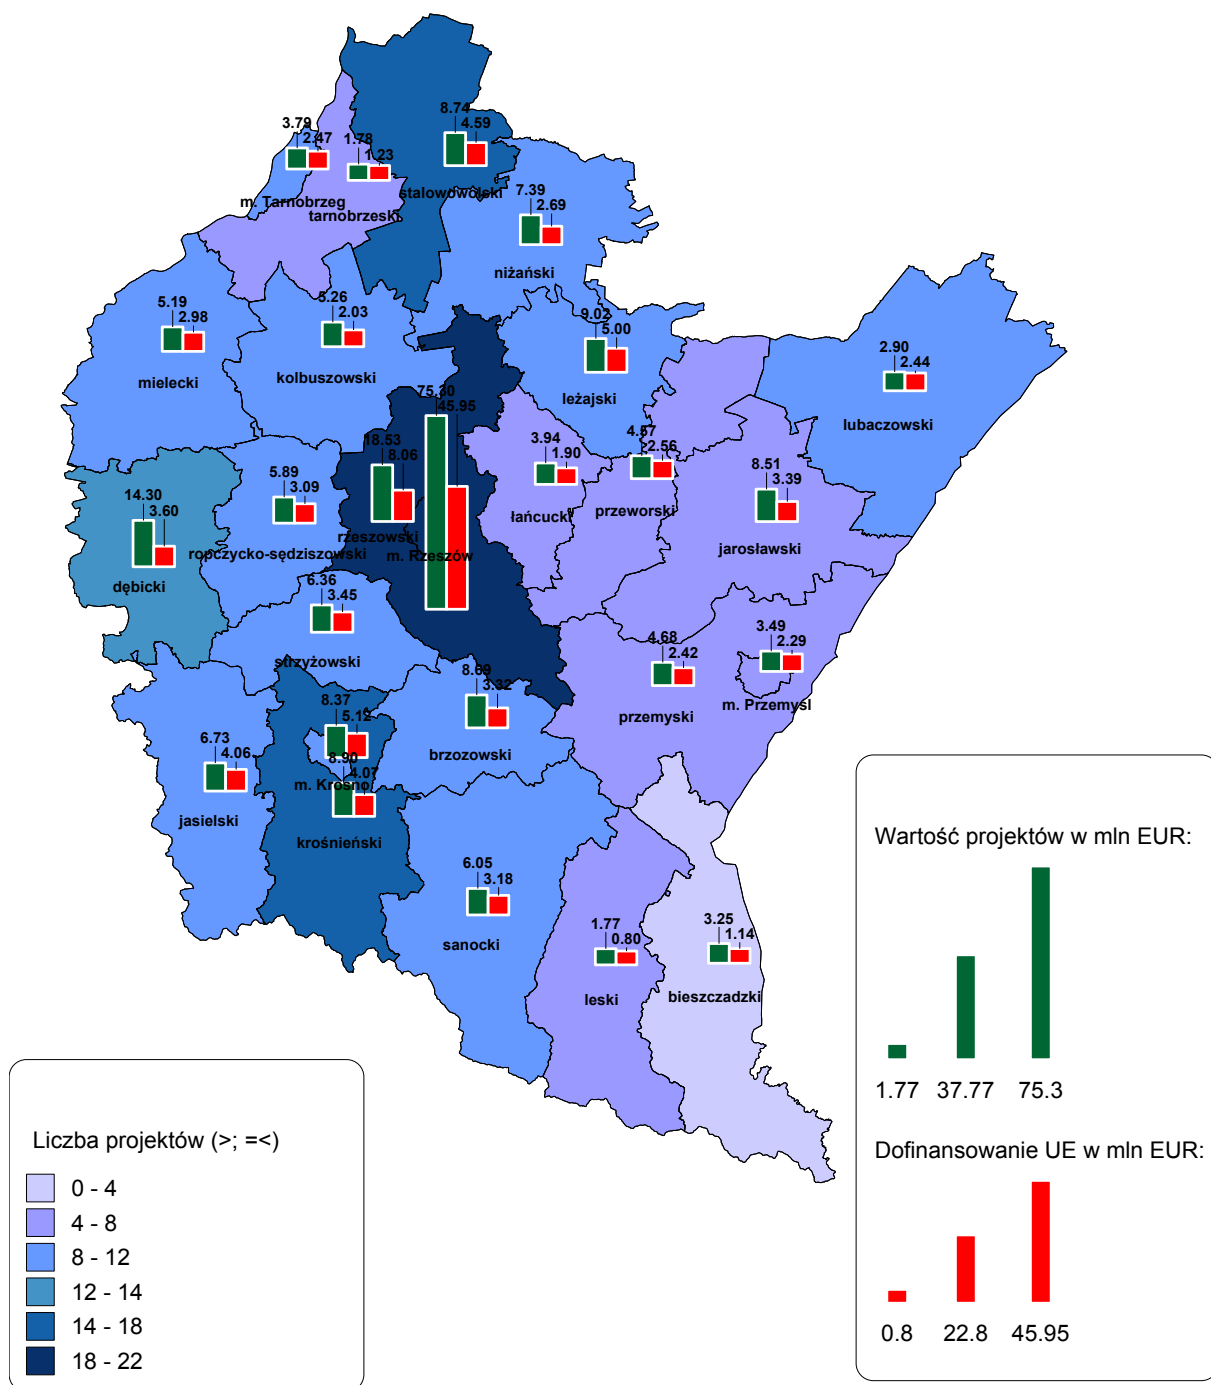 8.74
4.59
stalowowolski
3.79
2.47
m. Tarnobrzeg
1.78
1.23
tarnobrzeski
7.39
2.69
niżański
5.19
2.98
mielecki
5.26
2.03
kolbuszowski
9.02
5.00
leżajski
2.90
2.44
lubaczowski
75.30
45.95
m. Rzeszów
18.53
8.06
rzeszowski
3.94
1.90
łańcucki
4.57
2.56
przeworski
8.51
3.39
jarosławski
14.30
3.60
dębicki
5.89
3.09
ropczycko-sędziszowski
6.36
3.45
strzyżowski
4.68
2.42
przemyski
3.49
2.29
m. Przemyśl
8.69
3.32
brzozowski
8.37
5.12
m. Krosno
8.90
4.07
krośnieński
6.73
4.06
jasielski
6.05
3.18
sanocki
1.77
0.80
leski
3.25
1.14
bieszczadzki
Wartość projektów w mln EUR:
1.77 37.77 75.3
Dofinansowanie UE w mln EUR:
0.8 22.8 45.95
Liczba projektów (>; =<)
0 - 4
4 - 8
8 - 12
12 - 14
14 - 18
18 - 22